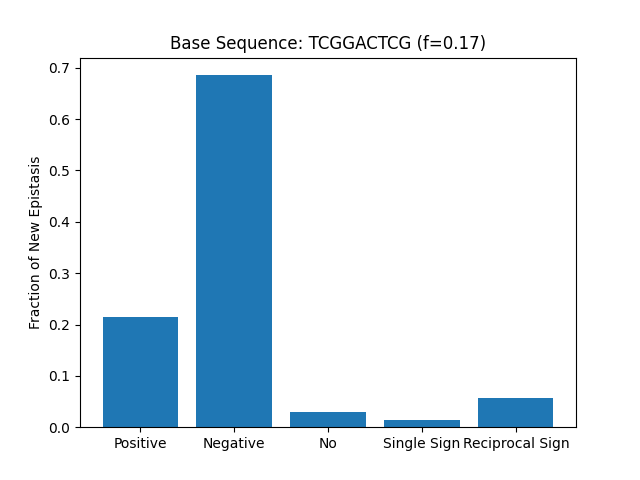 Base Sequence: TCGGACTCG (f=0.17)
Fraction of New Epistasis
0.7
0.6
0.5
0.4
0.3
0.2
0.1
0.0
Positive Negative No Single Sign Reciprocal Sign